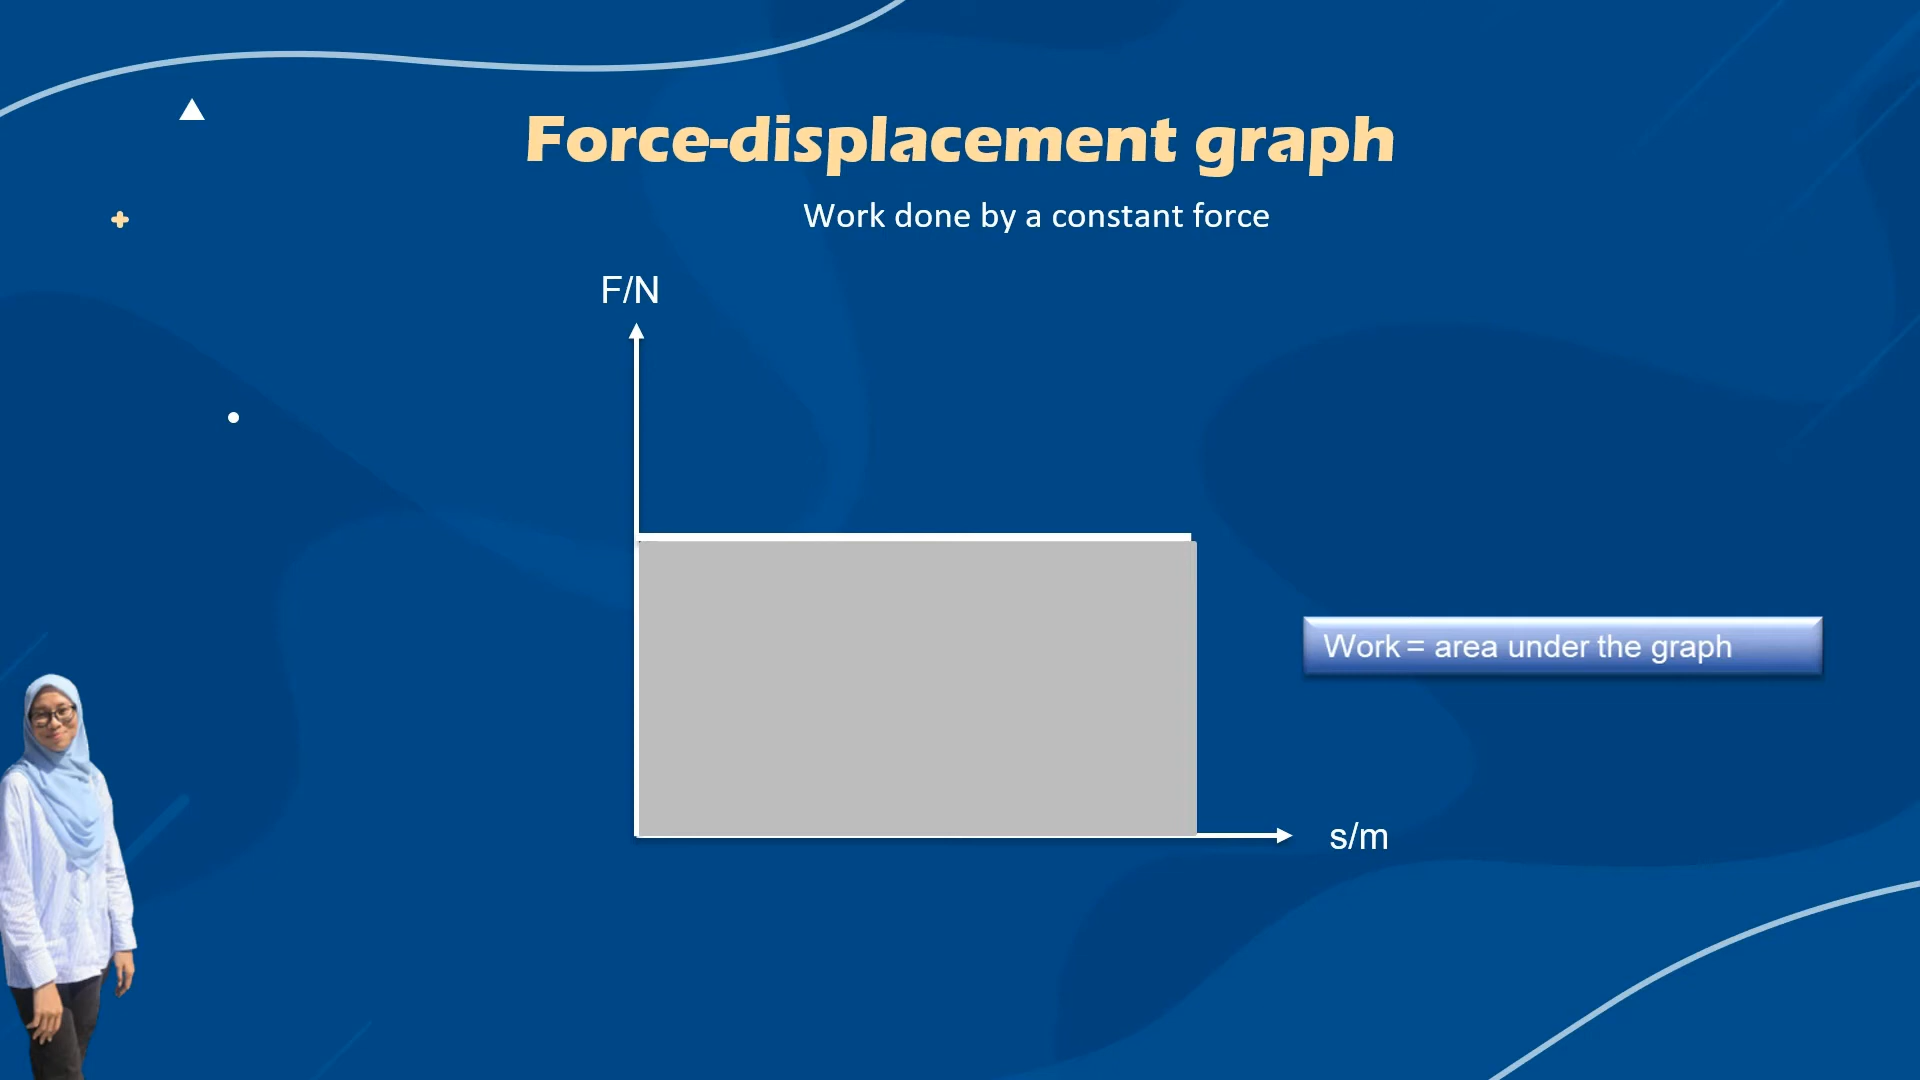 Force-displacement graph
Work done by a constant force
F/N
Work = area under the graph
s/m